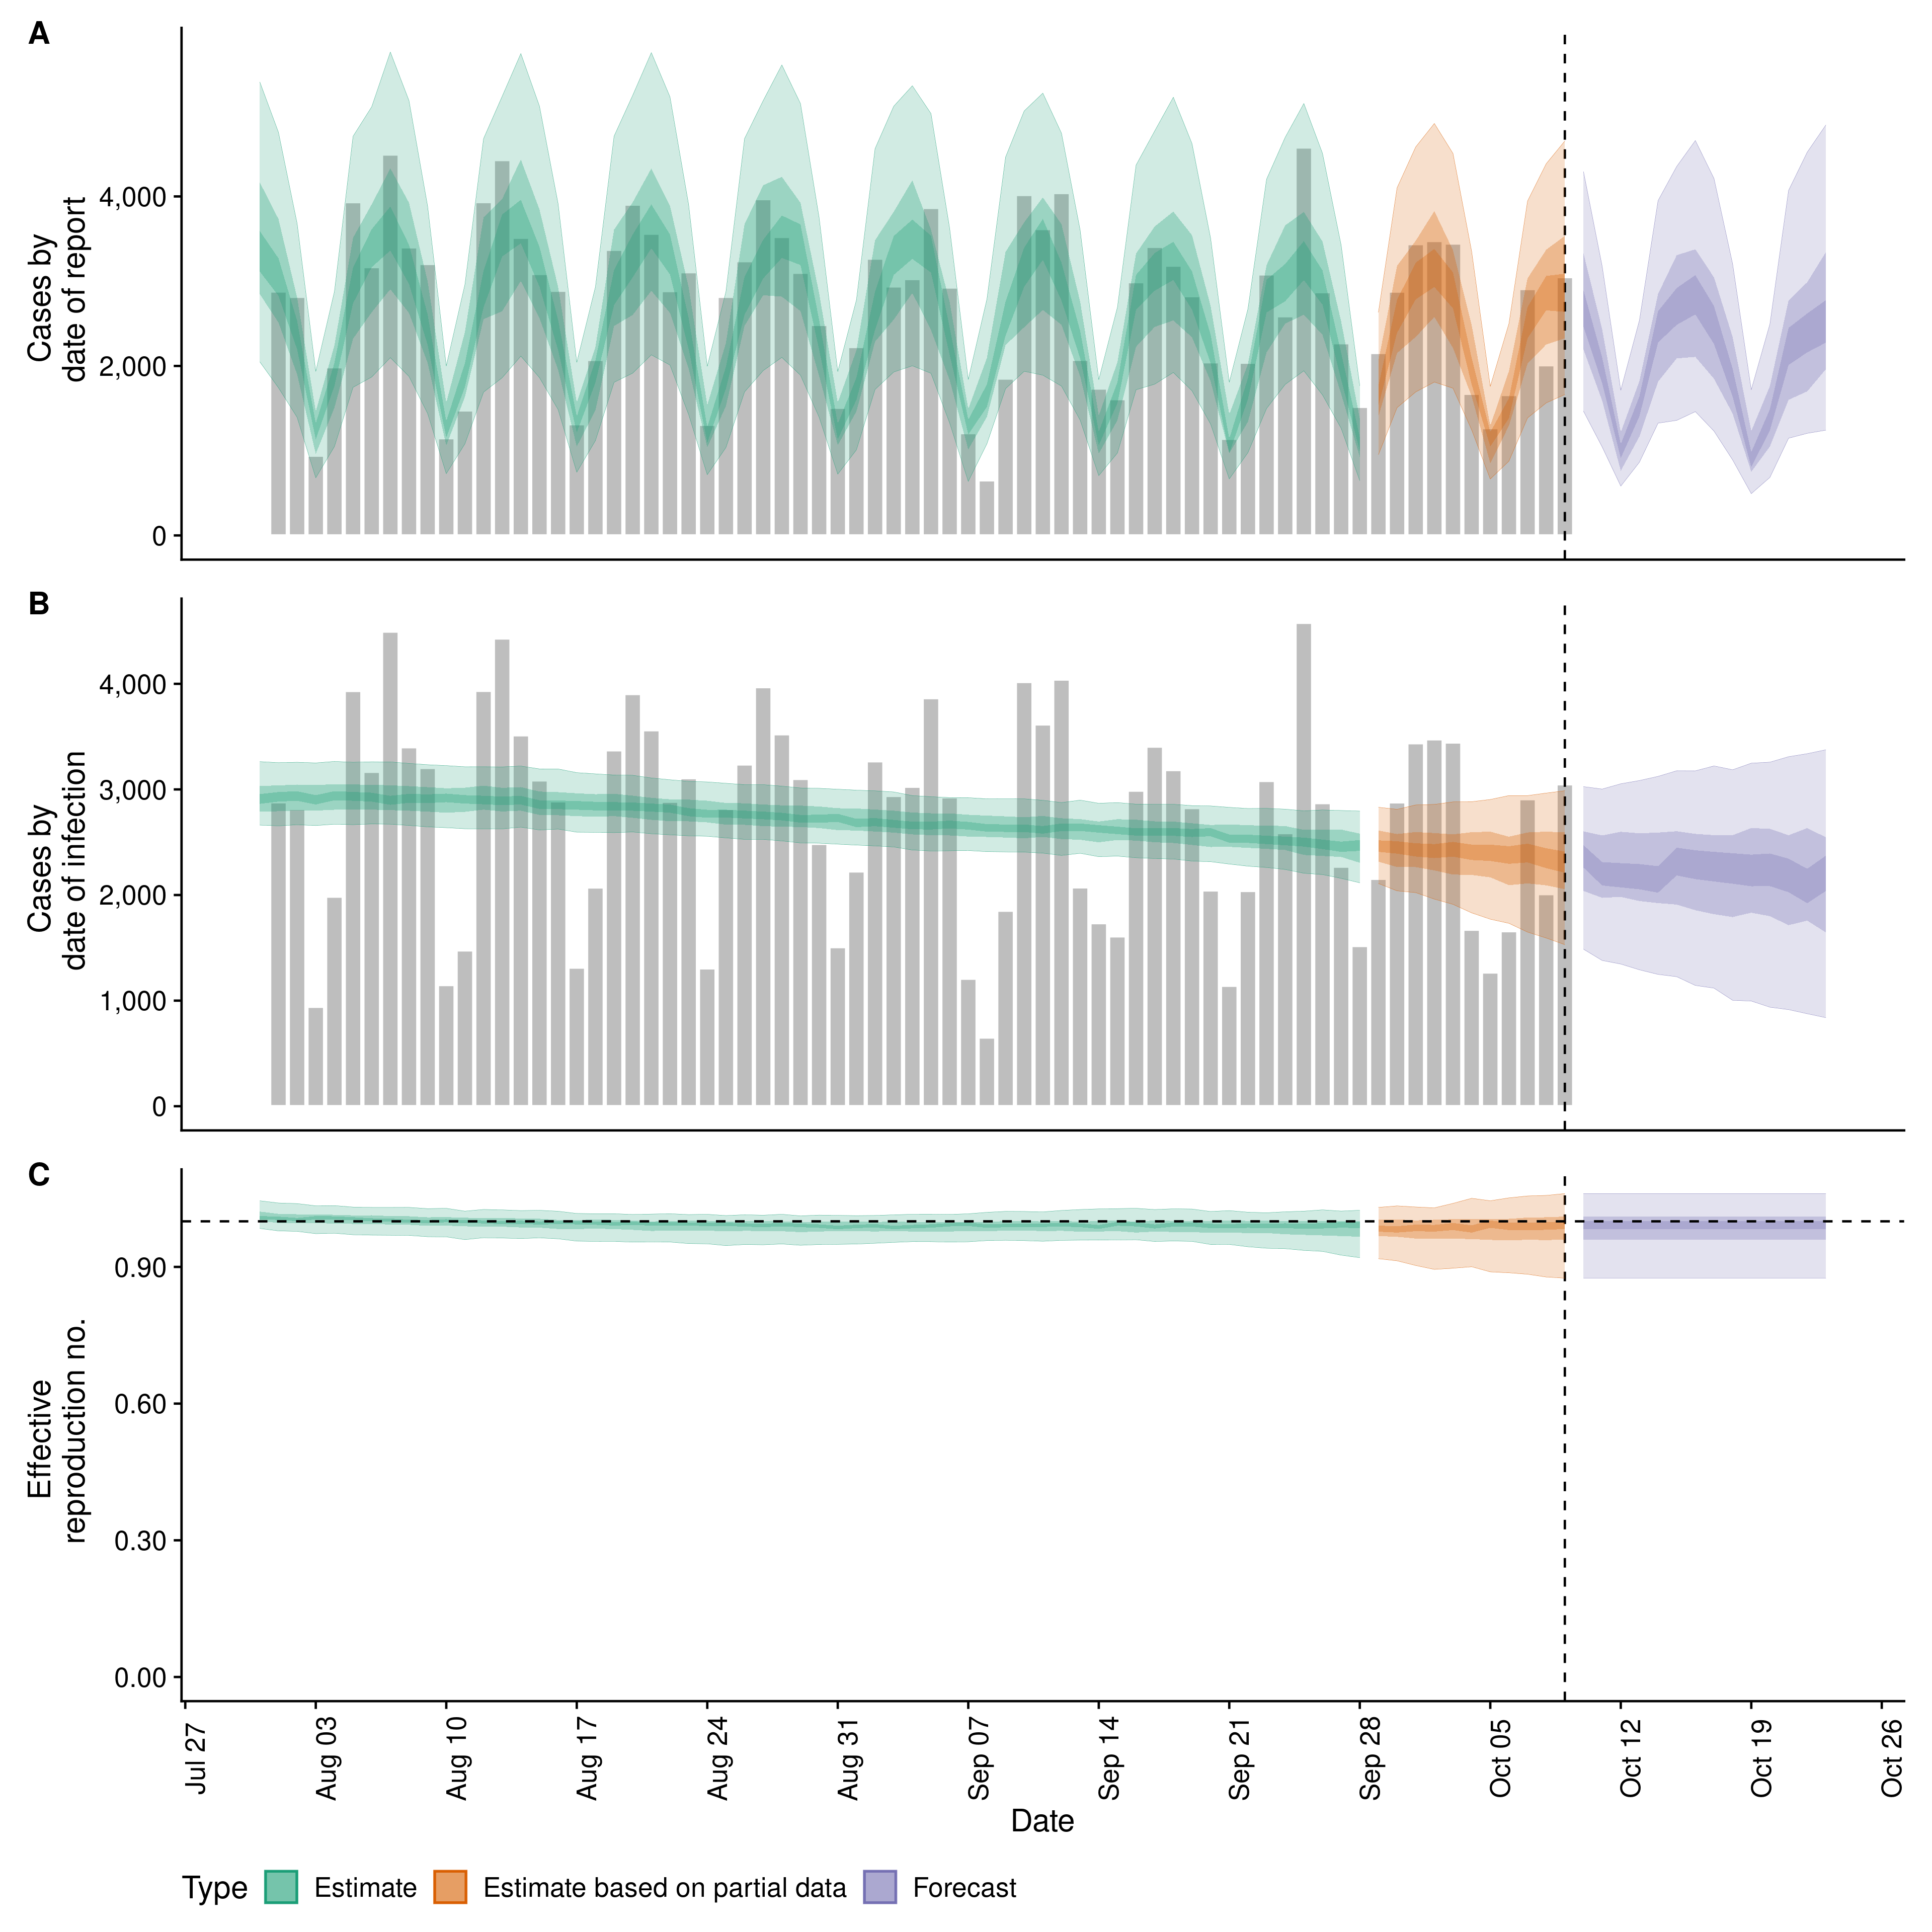 A
Cases by
date of report
4,000
2,000
0
B
Cases by
date of infection
4,000
3,000
2,000
1,000
0
C
Effective
reproduction no.
0.90
0.60
0.30
0.00
Jul 27
Aug 03
Aug 10
Aug 17
Aug 24
Aug 31
Sep 07
Sep 14
Sep 21
Sep 28
Oct 05
Oct 12
Oct 19
Oct 26
Date
Type Estimate Estimate based on partial data Forecast